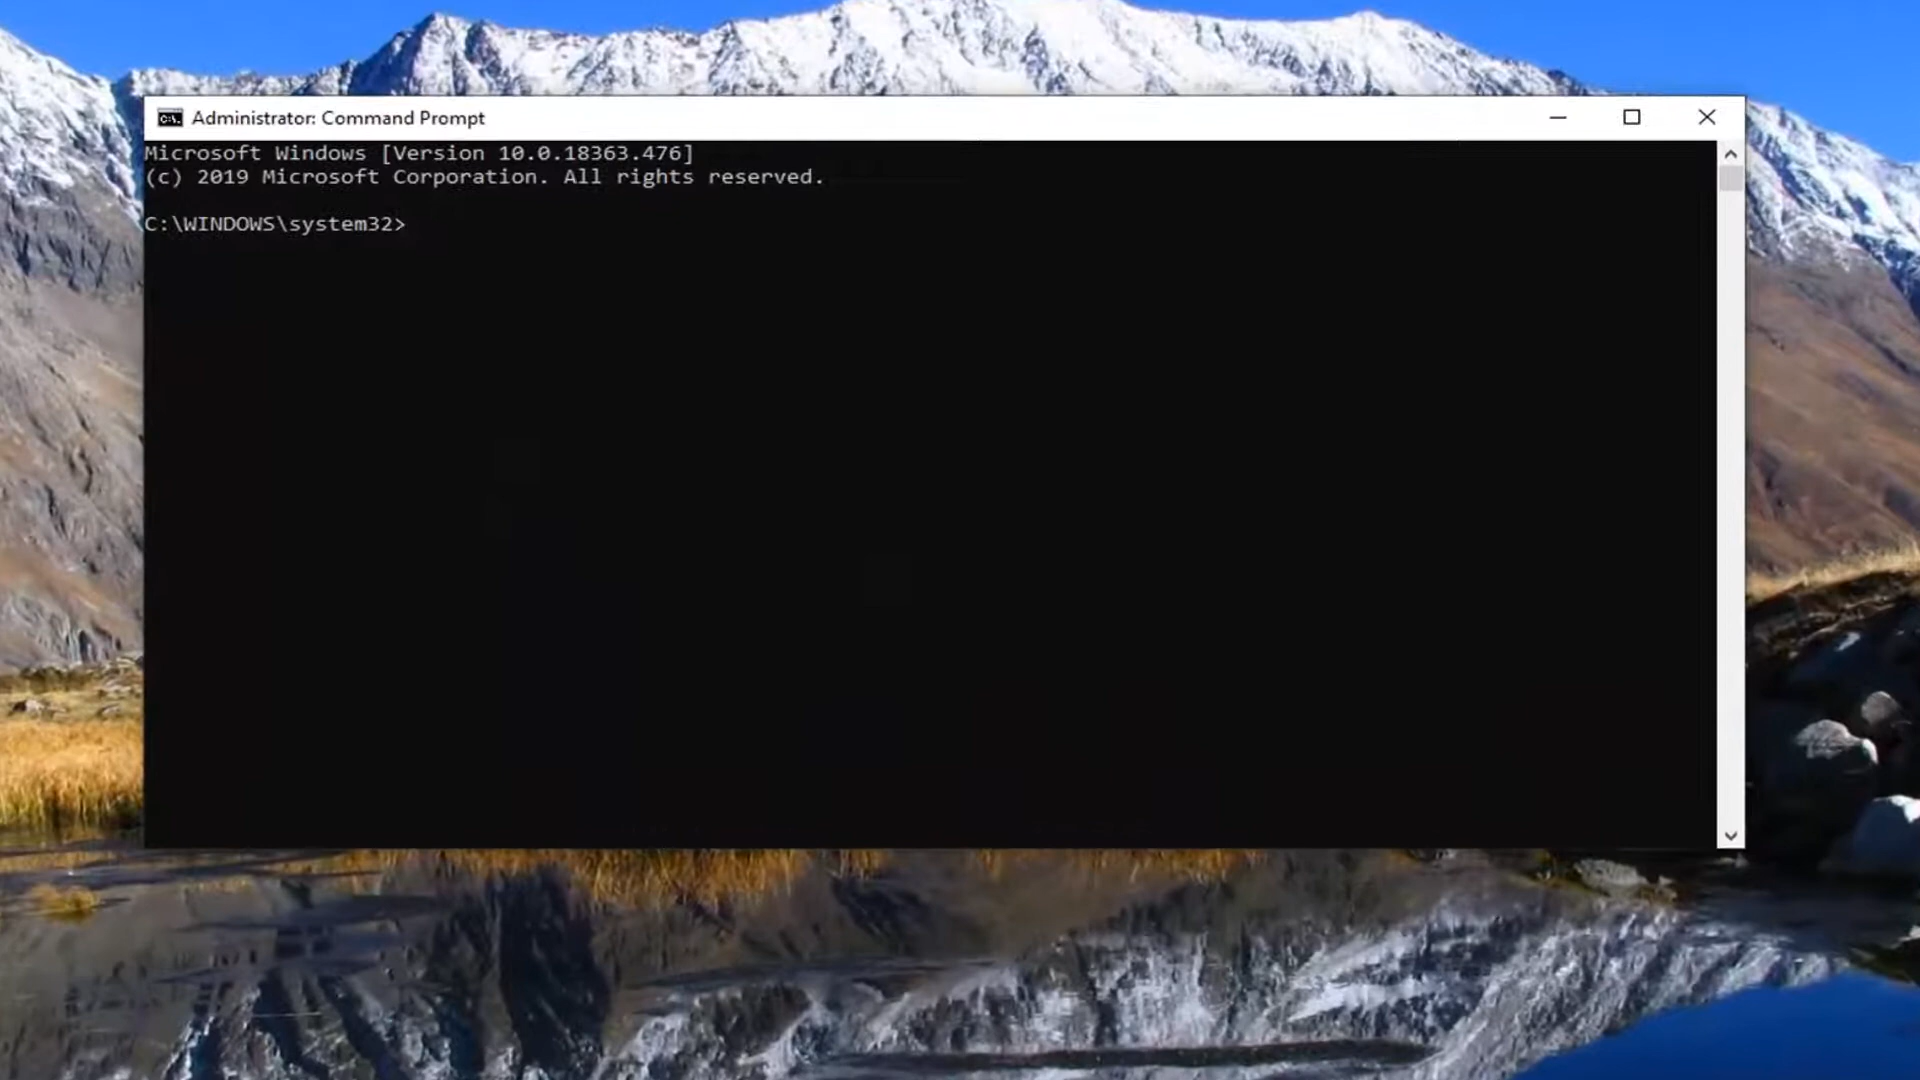 Administrator: Command Prompt
Microsoft Windows [Version 10.0.18363.476]
(c) 2019 Microsoft Corporation. All rights reserved.
C:\WINDOWS\system32>